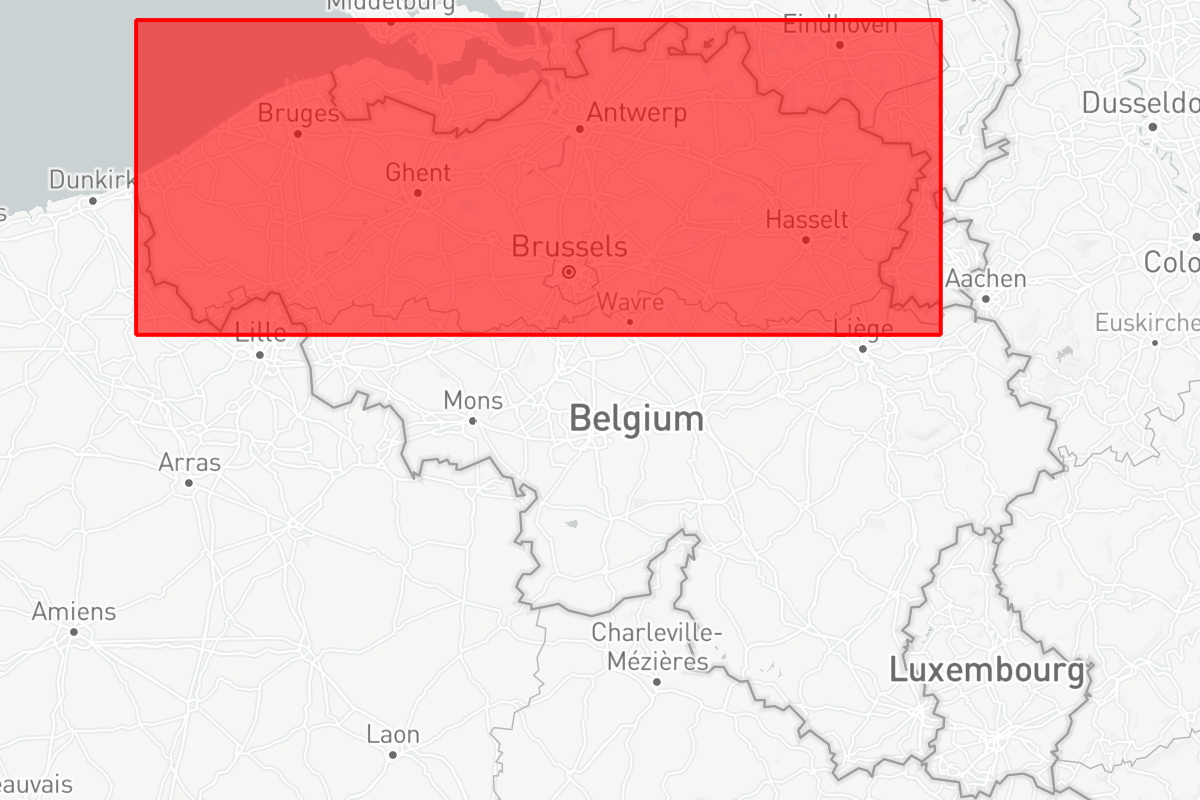 Middelburg
Eindhoven
Bruges
Antwerp
Dusseldo
Dunkirk
Ghent
s
Hasselt
Brussels
Colo
Aachen
Wavre
Lille
Liège
Euskirche
Mons
Belgium
Arras
Amiens
Charleville-
Mézières
Luxembourg
Laon
eauvais